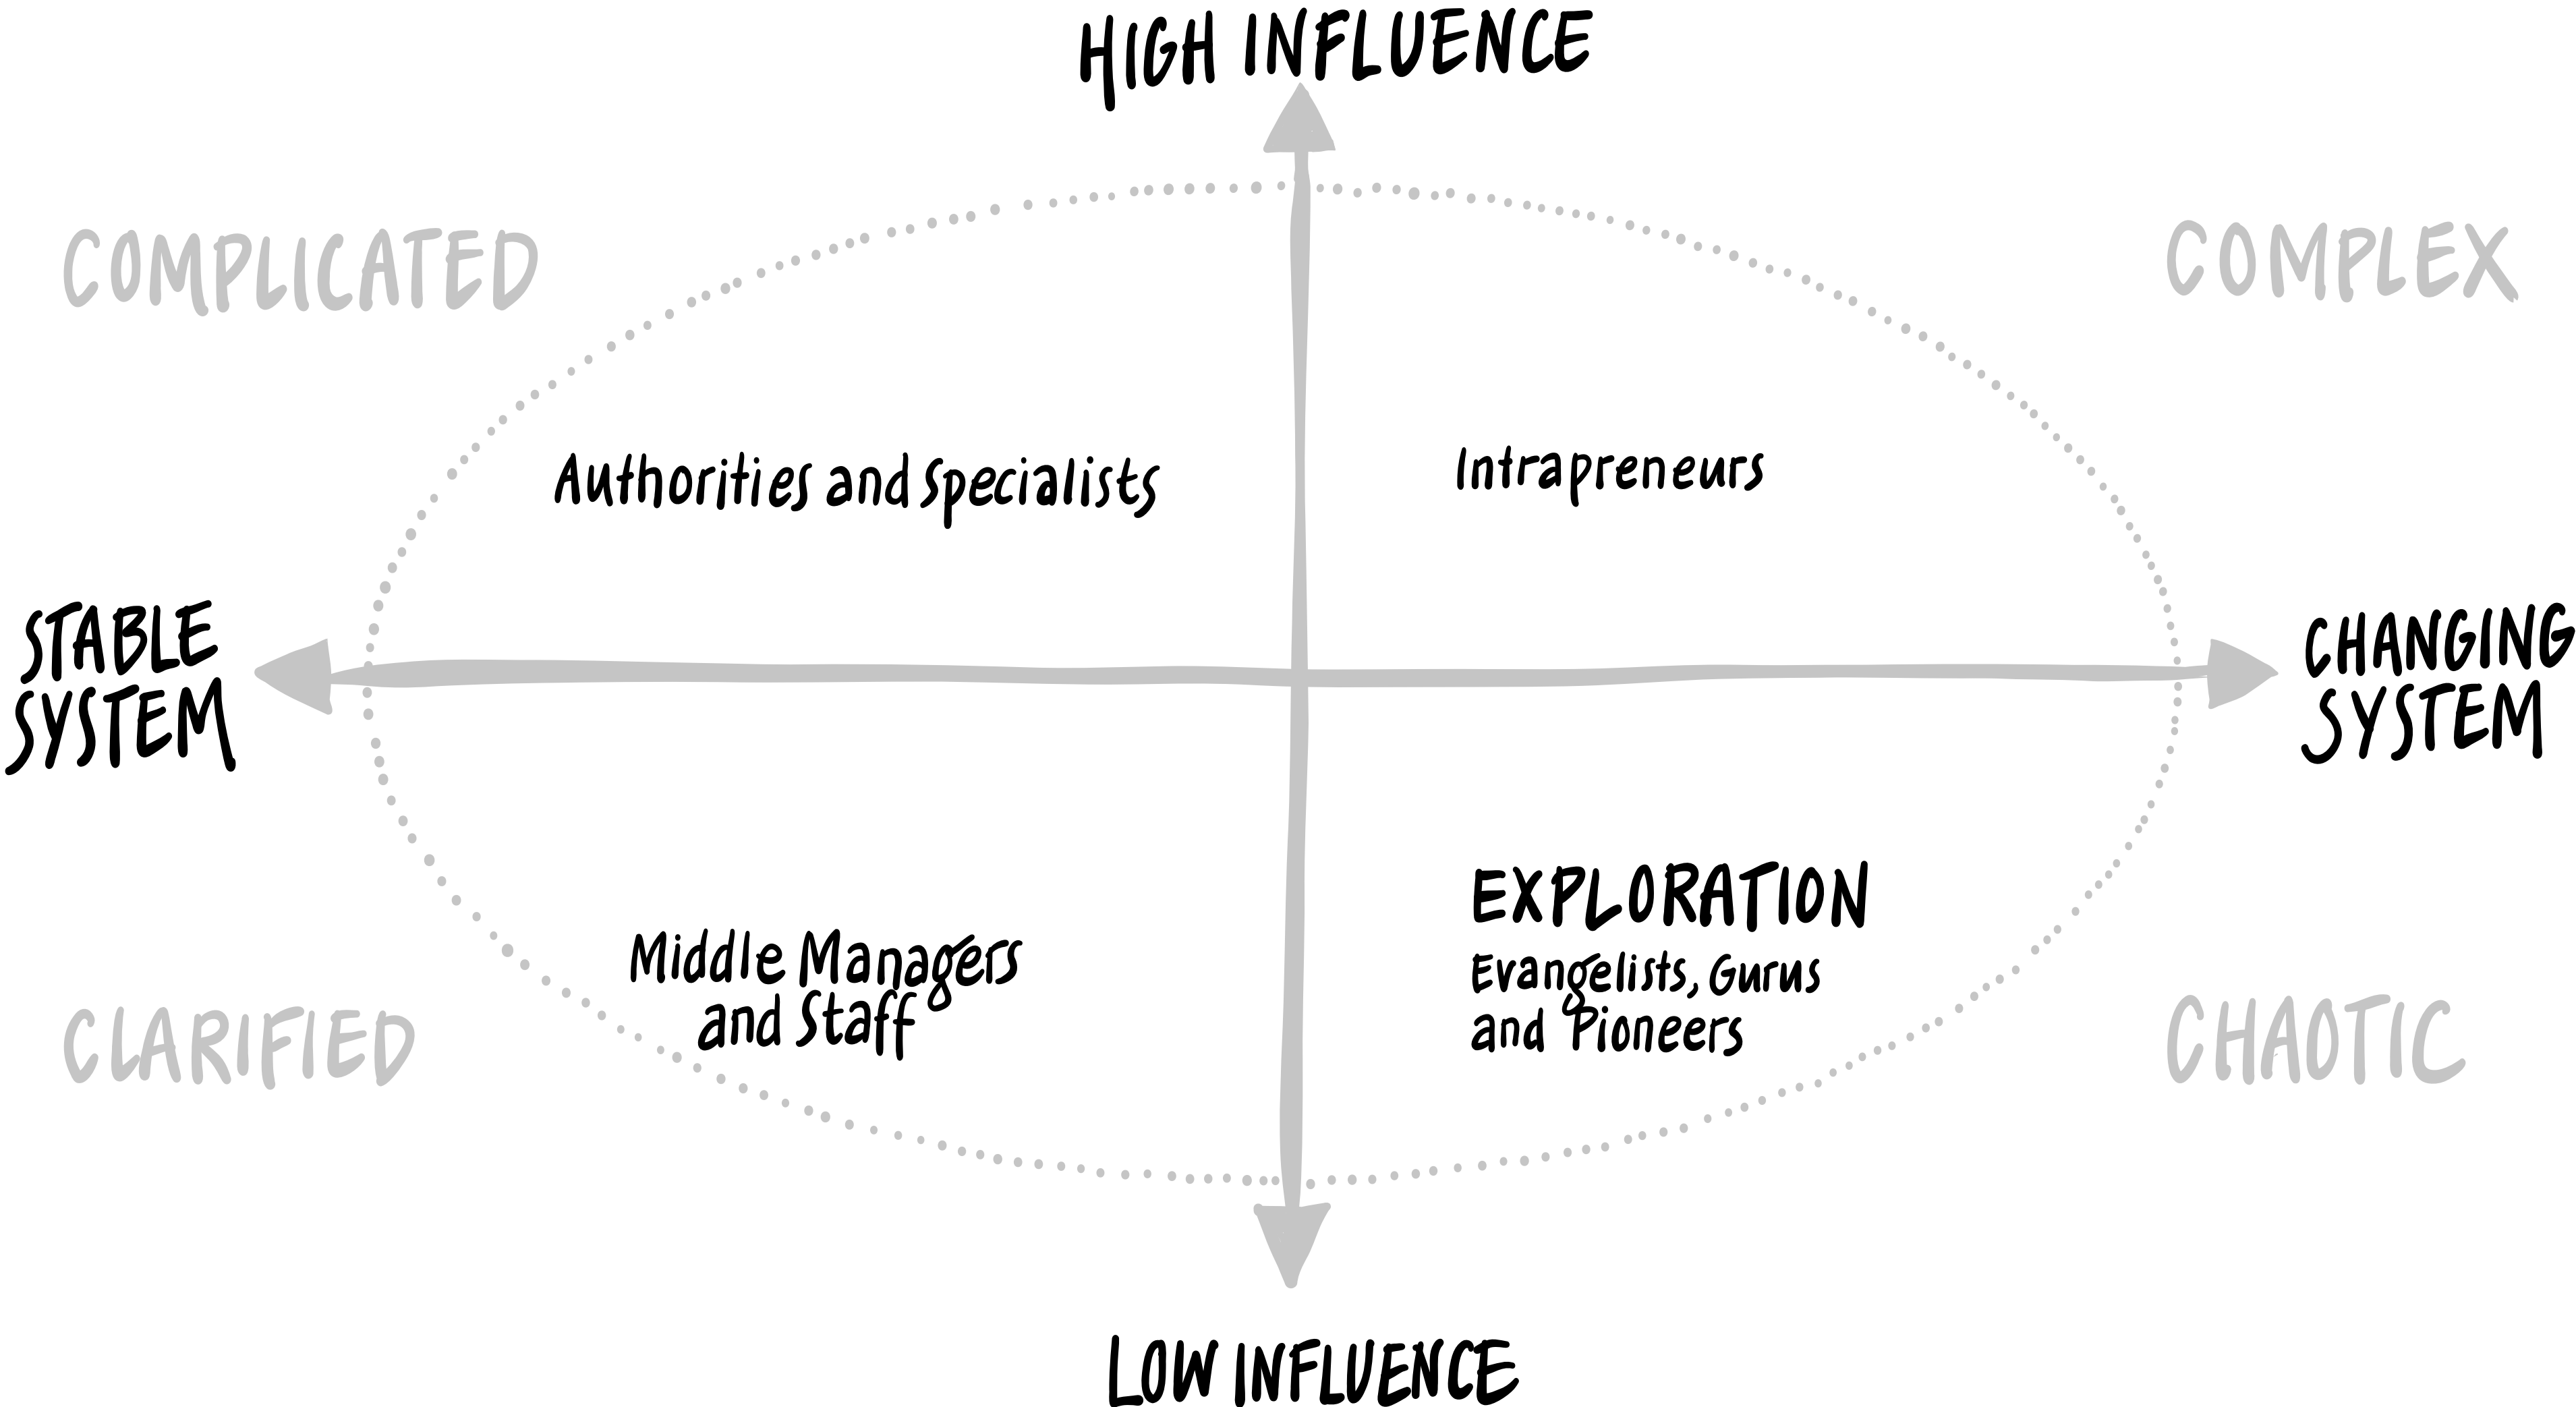 HIGH INFLUENCE
COMPLICATED
COMPLEX
Authorities and Specialists
Intrapreneurs
STABLE
SYSTEM
CHANGING
SYSTEM
Middle Managers
and Staff
EXPLORATION
Evangelists, Gurus
and Pioneers
CLARIFIED
CHAOTIC
LOW INFLUENCE